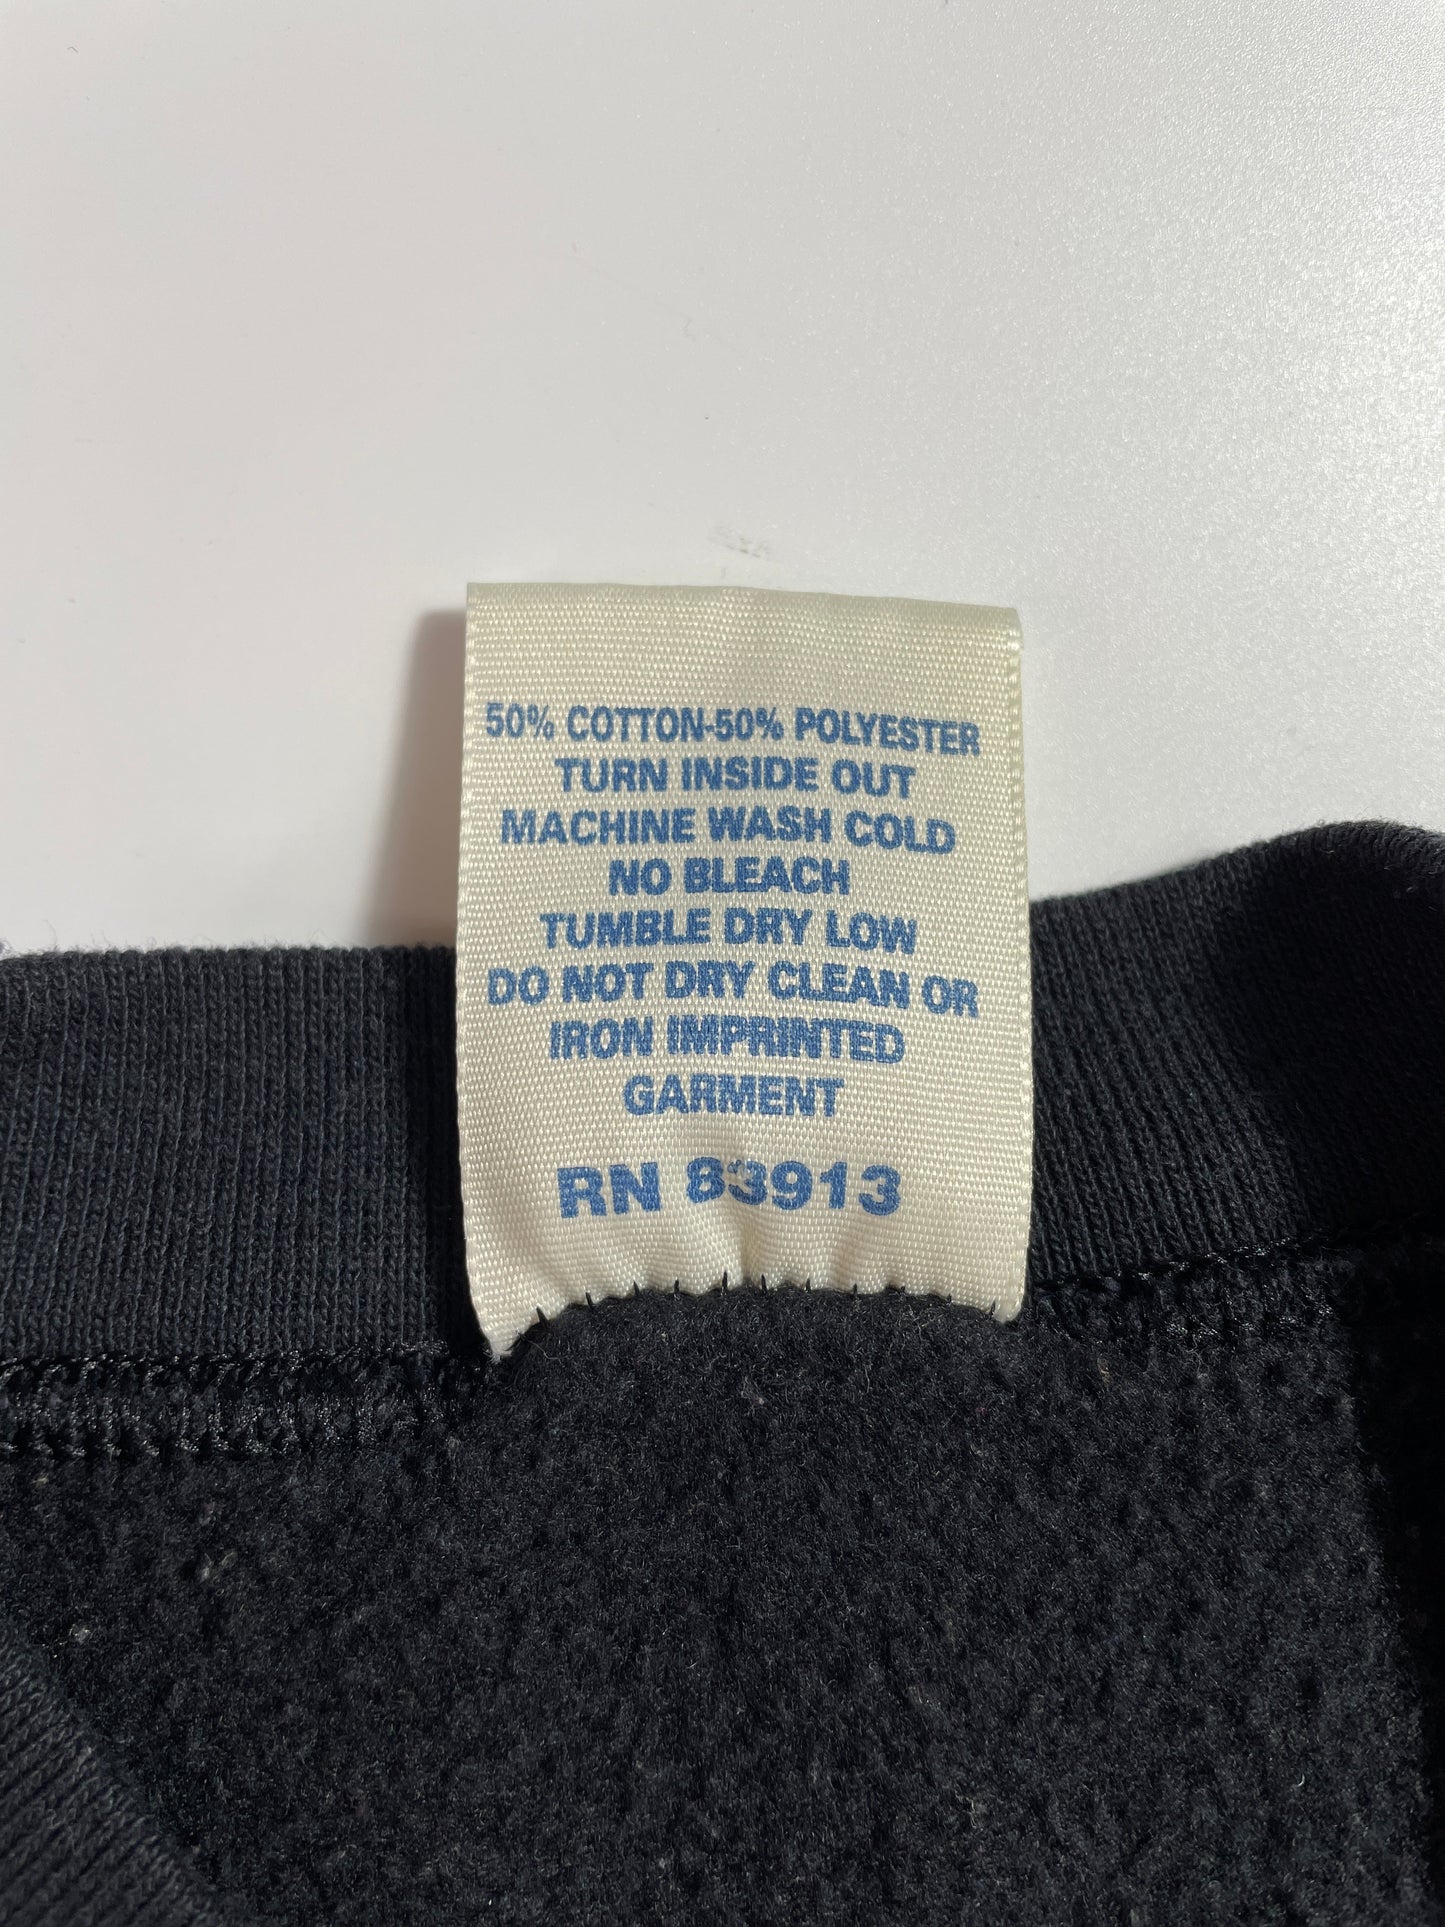 50% COTTON-50% POLYESTER
TURN INSIDE OUT
MACHINE WASH COLD
NO BLEACH
TUMBLE DRY LOW
DO NOT DRY CLEAN OR
IRON IMPRINTED
GARMENT
RN 83913